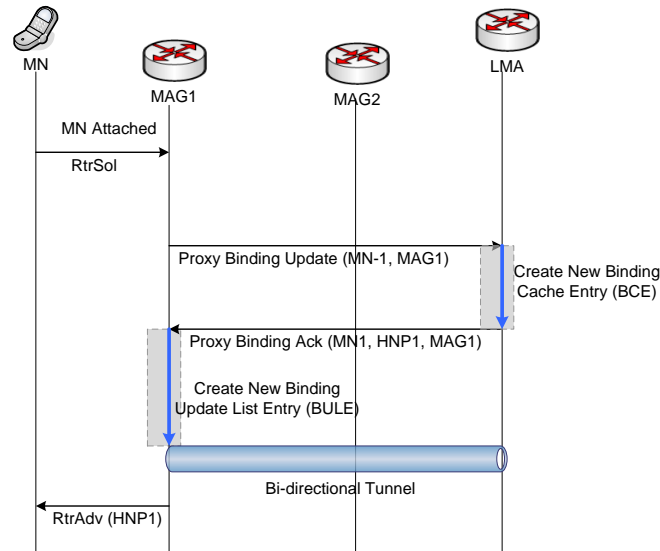 MN
MAG1
MAG2
LMA
MN Attached
RtrSol
Proxy Binding Update (MN-1, MAG1)
Create New Binding
Cache Entry (BCE)
Proxy Binding Ack (MN1, HNP1, MAG1)
Create New Binding
Update List Entry (BULE)
Bi-directional Tunnel
RtrAdv (HNP1)